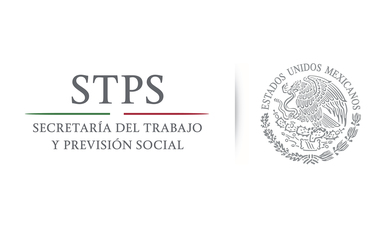 STPS
SECRETARÍA DEL TRABAJO
Y PREVISIÓN SOCIAL
ESTADOS UNIDOS MEXICANOS